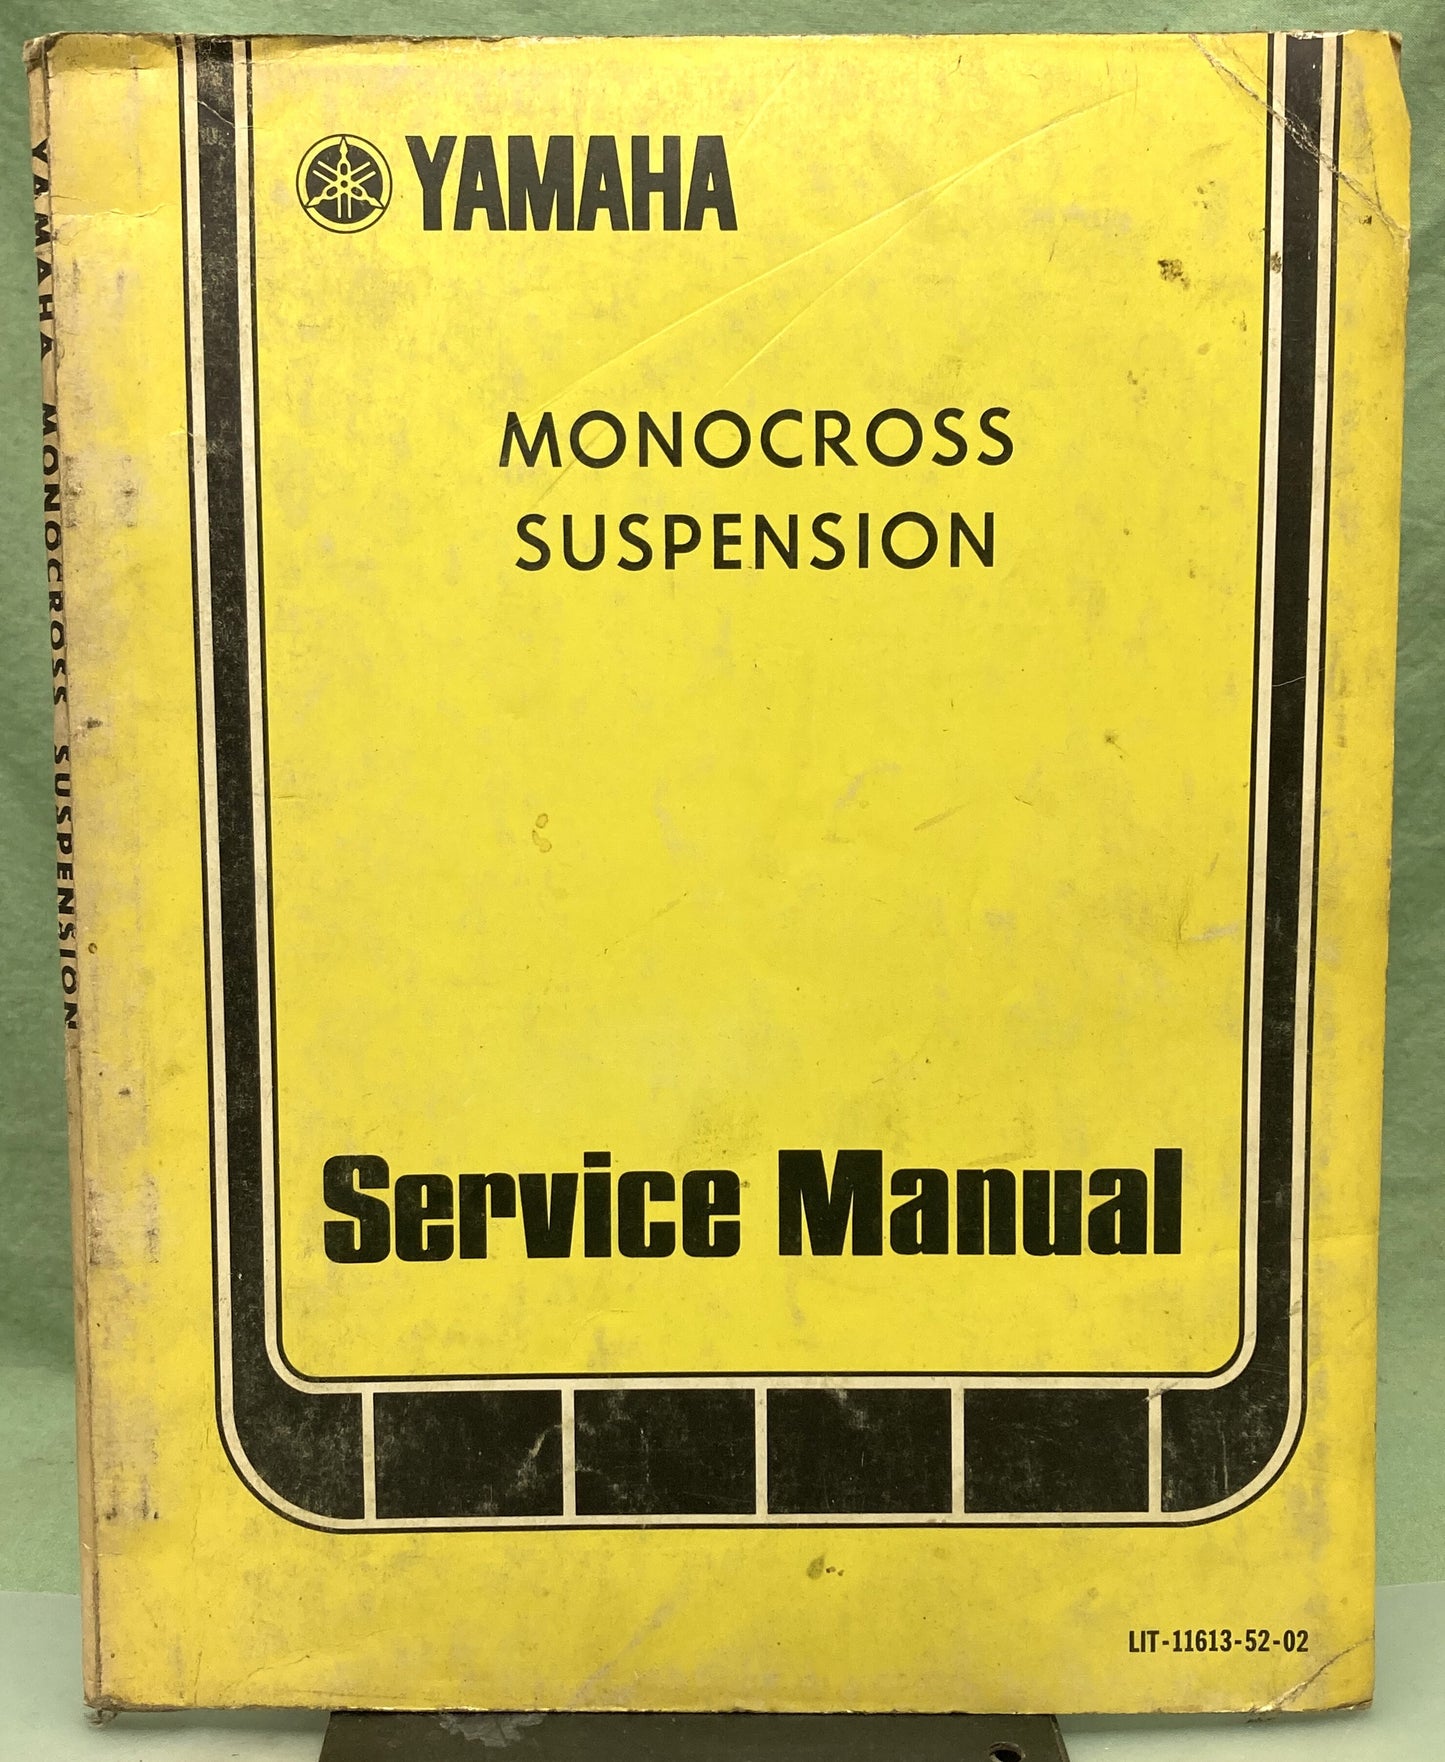 YAMAHA MONOCROSS SUSPENSION
YAMAHA
MONOCROSS
SUSPENSION
Service Manual
LIT-11613-52-02